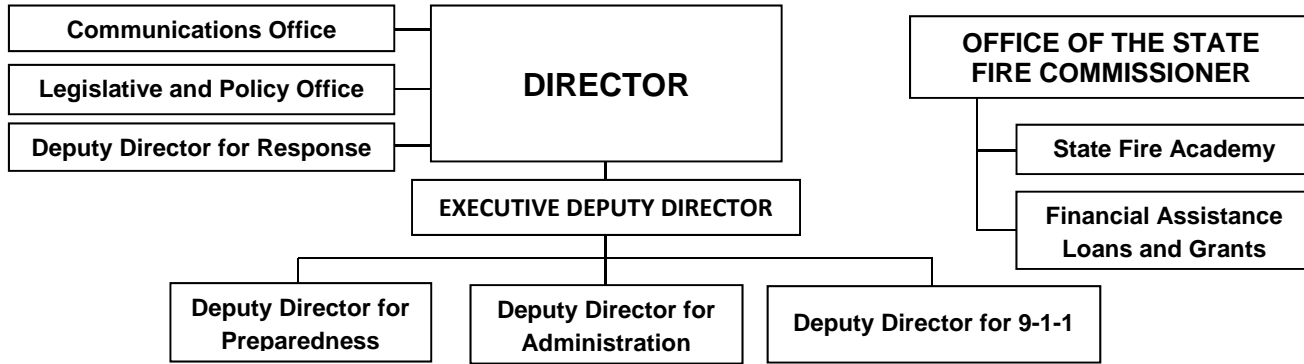 Communications Office
Legislative and Policy Office
Deputy Director for Response
DIRECTOR
EXECUTIVE DEPUTY DIRECTOR
Deputy Director for
Preparedness
Deputy Director for
Administration
Deputy Director for 9-1-1
OFFICE OF THE STATE
FIRE COMMISSIONER
State Fire Academy
Financial Assistance
Loans and Grants